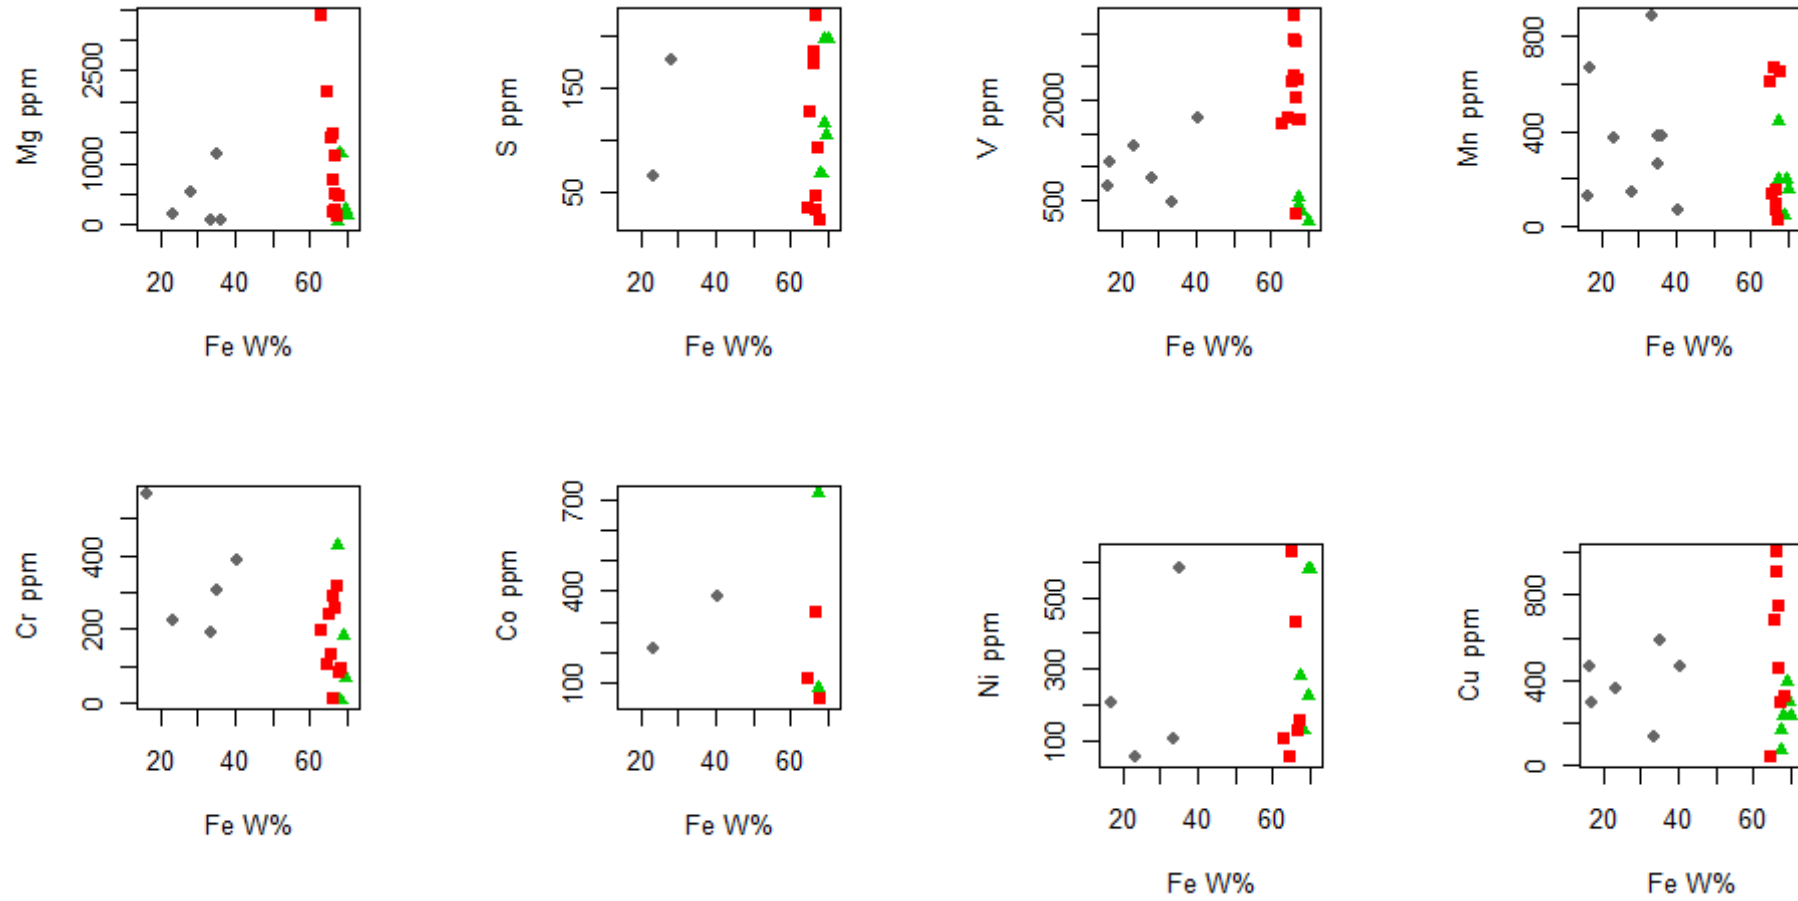 Mg ppm
0 1000 2500
20 40 60
Fe W%
S ppm
50 150
20 40 60
Fe W%
V ppm
500 2000
20 40 60
Fe W%
Mn ppm
0 400 800
20 40 60
Fe W%
Cr ppm
0 200 400
20 40 60
Fe W%
Co ppm
100 400 700
20 40 60
Fe W%
Ni ppm
100 300 500
20 40 60
Fe W%
Cu ppm
0 400 800
20 40 60
Fe W%